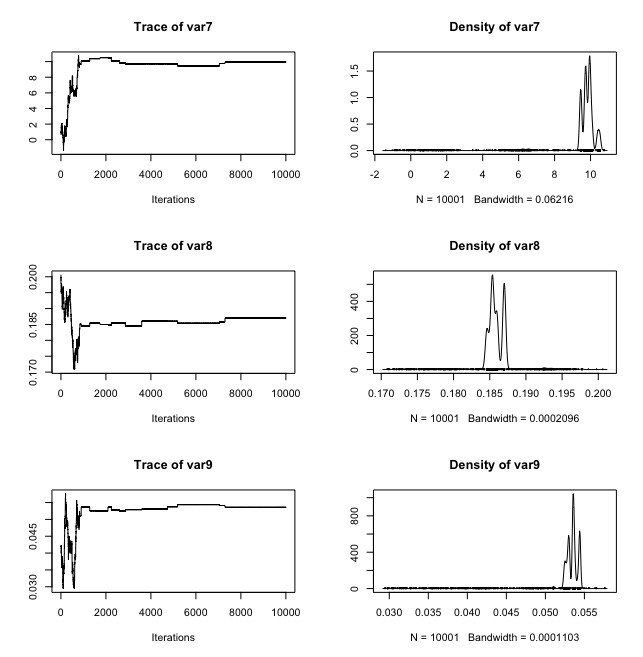 Trace of var7
Density of var7
0 2 4 6 8
0 2000 4000 6000 8000 10000
Iterations
0.0 0.5 1.0 1.5
-2 0 2 4 6 8 10
N = 10001 Bandwidth = 0.06216
Trace of var8
Density of var8
0.170 0.185 0.200
0 2000 4000 6000 8000 10000
Iterations
0 200 400
0.170 0.175 0.180 0.185 0.190 0.195 0.200
N = 10001 Bandwidth = 0.0002096
Trace of var9
Density of var9
0.030 0.045
0 2000 4000 6000 8000 10000
Iterations
0 400 800
0.030 0.035 0.040 0.045 0.050 0.055
N = 10001 Bandwidth = 0.0001103